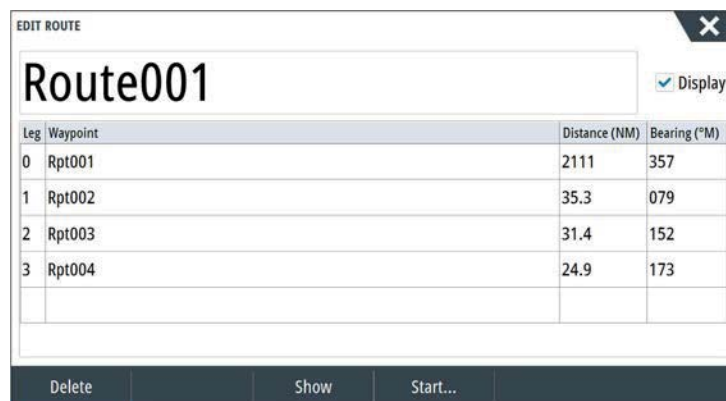 EDIT ROUTE
Route001
Display
Leg Waypoint Distance (NM) Bearing (°M)
0 Rpt001 2111 357
1 Rpt002 35.3 079
2 Rpt003 31.4 152
3 Rpt004 24.9 173
Delete Show Start...